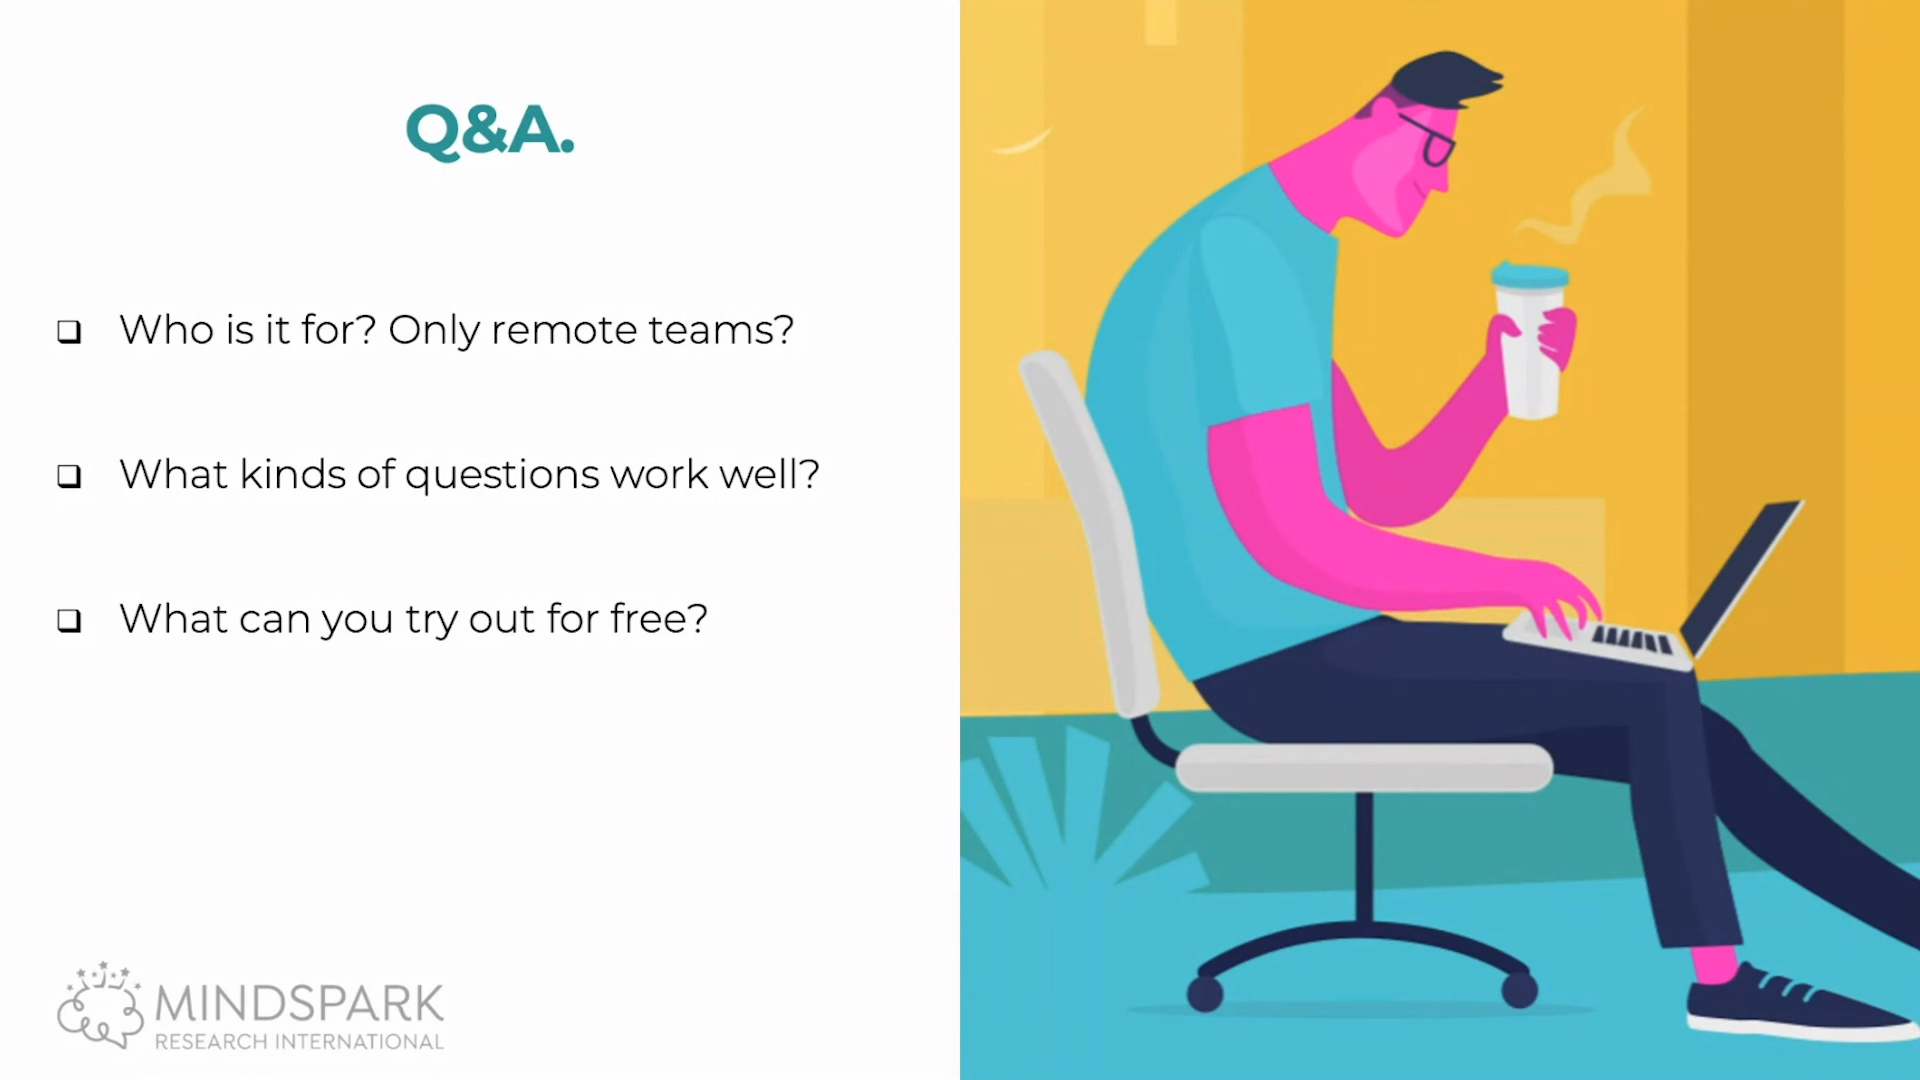 Q&A.
❑ Who is it for? Only remote teams?
❑ What kinds of questions work well?
❑ What can you try out for free?
MINDSPARK
RESEARCH INTERNATIONAL